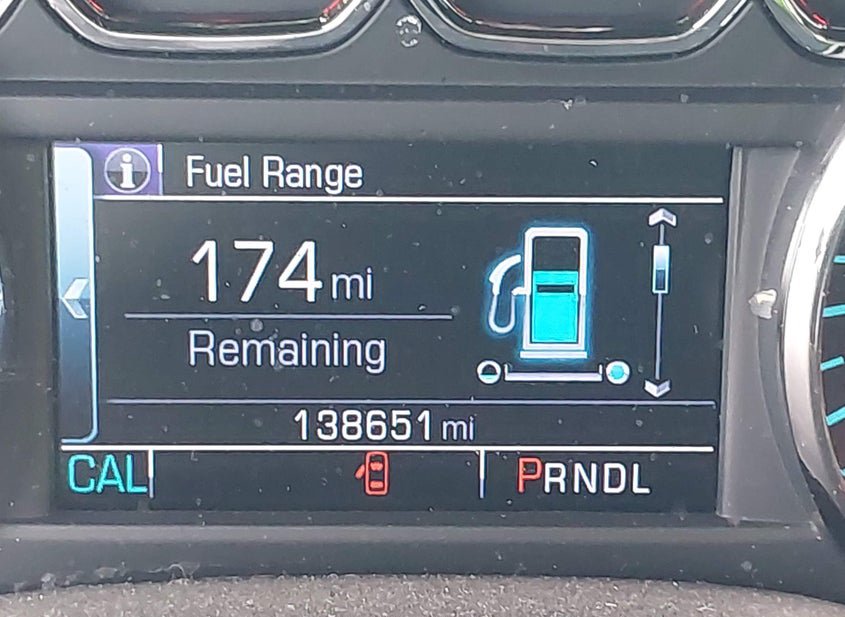 Fuel Range
174 mi
Remaining
138651 mi
CAL PRNDL